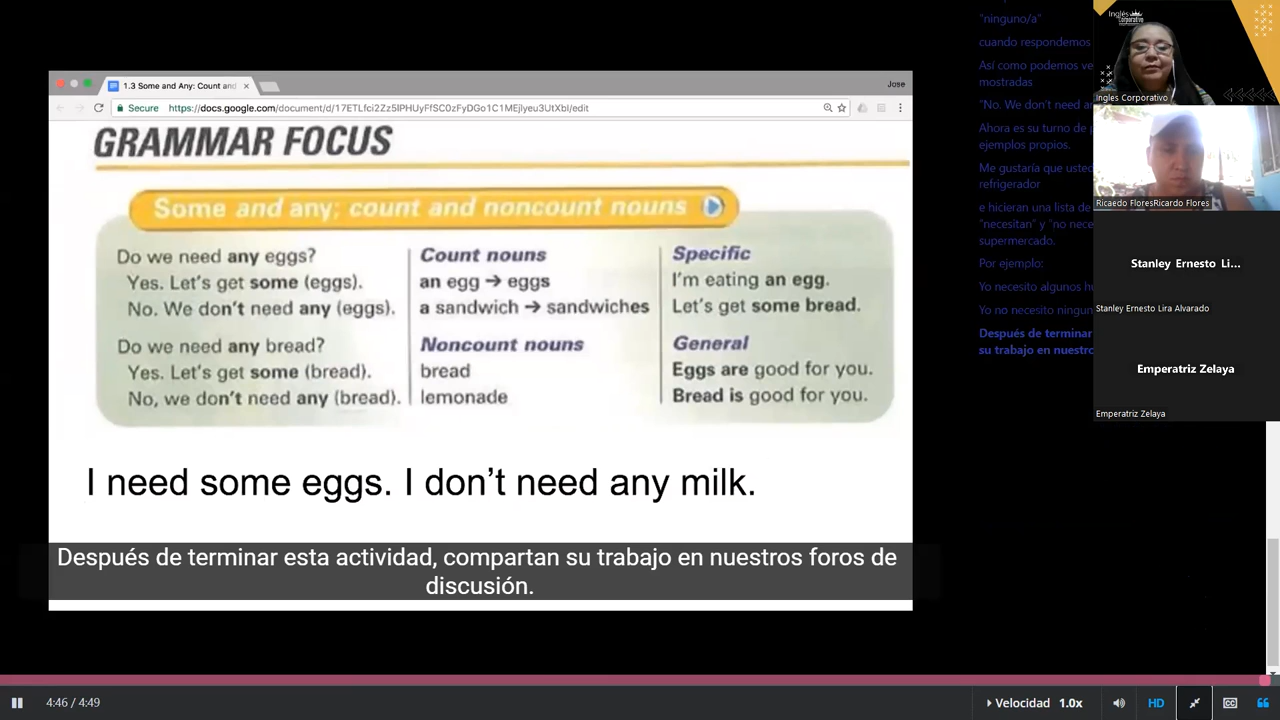 1.3 Some and Any: Count and
Jose
Secure
https://docs.google.com/document/d/17ETLfci2Zz5IPHUyFfSC0zFyDGo1C1MEjlyeu3UtXbI/edit
GRAMMAR FOCUS
Some and ny; count and noncount nouns
Do we need any eggs?
Yes. Let's get some (eggs).
No. We don't need any (eggs).
Do we need any bread?
Yes. Let's get some (bread).
No, we don't need any (bread).
Count nouns
an egg → eggs
a sandwich → sandwiches
Noncount nouns
bread
lemonade
Specific
I'm eating an egg.
Let's get some bread.
General
Eggs are good for you.
Bread is good for you.
I need some eggs. I don't need any milk.
Después de terminar esta actividad, compartan su trabajo en nuestros foros de
discusión.
"ninguno/a"
cuando respondemos
Así como podemos ve
mostradas
"No. We don't need an
Ahora es su turno de p
ejemplos propios.
Me gustaría que usted
refrigerador
e hicieran una lista de
"necesitan" y "no nece
supermercado.
Por ejemplo:
Yo necesito algunos h
Yo no necesito ningun
Después de terminar
su trabajo en nuestro
Inglés
Corporativo
Ingles Corporativo
Ricaedo FloresRicardo Flores
Stanley Ernesto Li...
Stanley Ernesto Lira Alvarado
Emperatriz Zelaya
Emperatriz Zelaya
4:46 / 4:49
Velocidad 1.0x
HD
CC